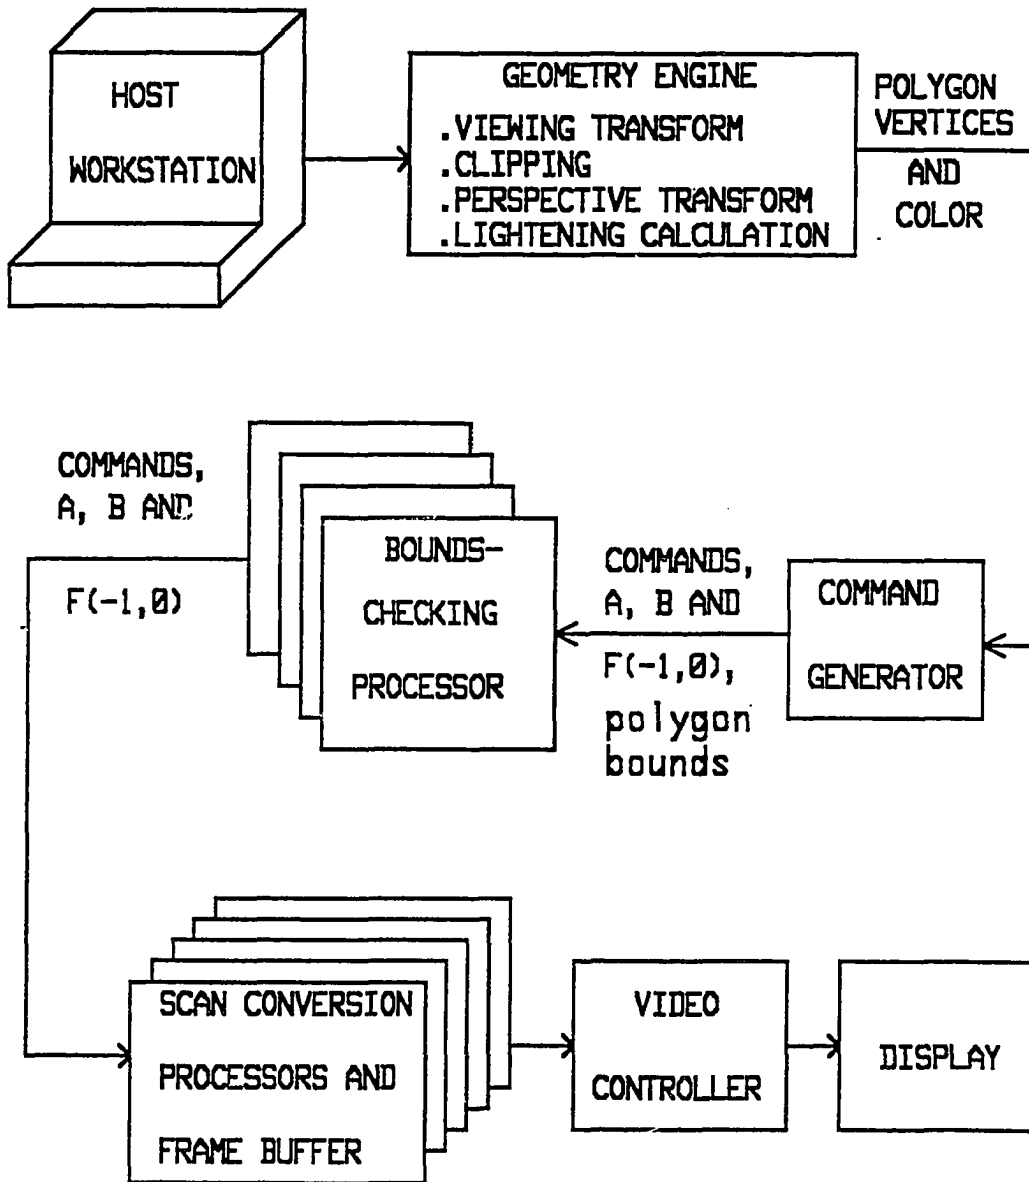 HOST
WORKSTATION
GEOMETRY ENGINE
.VIEWING TRANSFORM
.CLIPPING
.PERSPECTIVE TRANSFORM
.LIGHTENING CALCULATION
POLYGON
VERTICES
AND
COLOR
COMMANDS,
A, B AND
F(-1,0)
BOUNDS-
CHECKING
PROCESSOR
COMMANDS,
A, B AND
F(-1,0),
polygon
bounds
COMMAND
GENERATOR
SCAN CONVERSION
PROCESSORS AND
FRAME BUFFER
VIDEO
CONTROLLER
DISPLAY